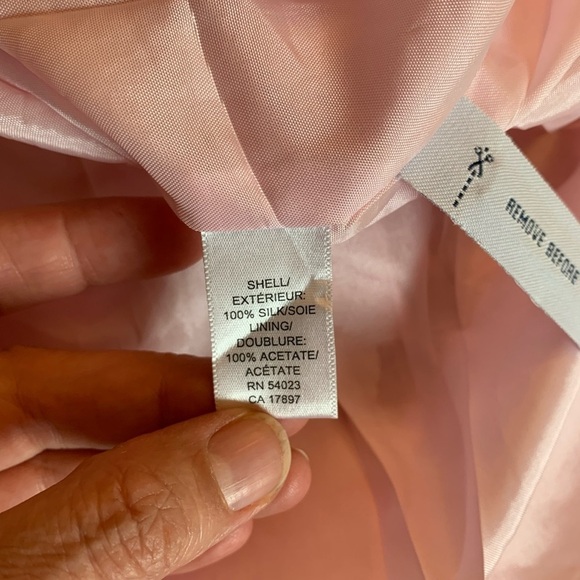 SHELL/
EXTÉRIEUR:
100% SILK/SOIE
LINING/
DOUBLURE:
100% ACETATE/
ACÉTATE
RN 54023
CA 17897
REMOVE BEFORE